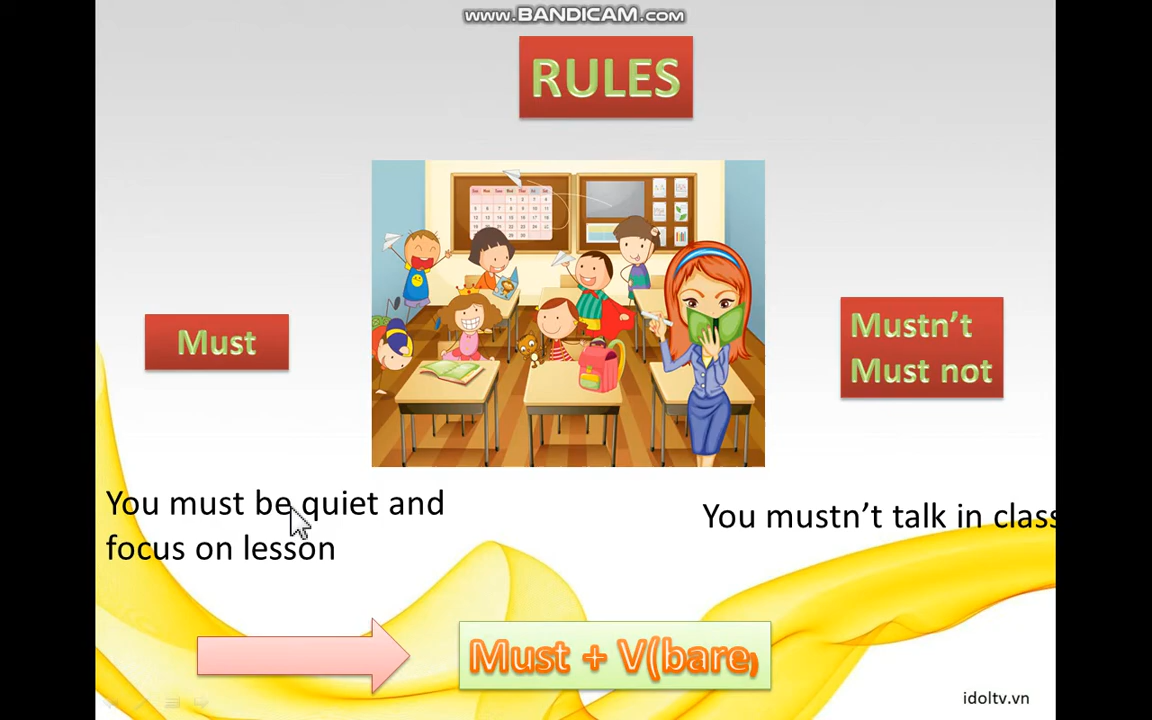 www.BANDICAM.com
RULES
Must
Mustn't
Must not
You must be quiet and
focus on lesson
You mustn't talk in class
Must + V(bare)
idoltv.vn